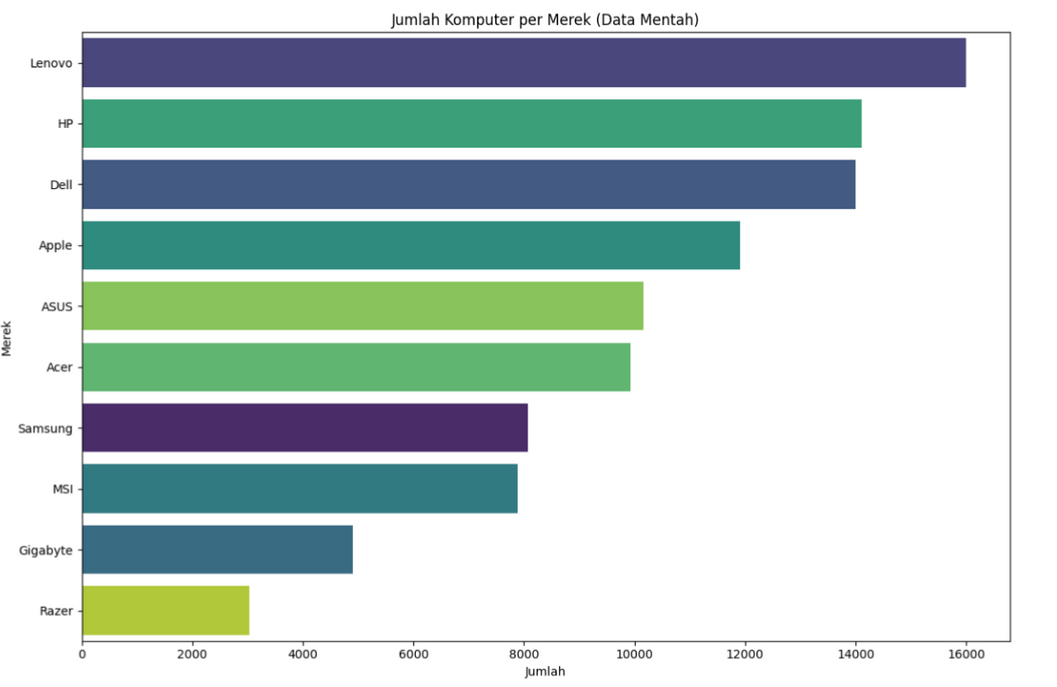 Jumlah Komputer per Merek (Data Mentah)
Lenovo
HP
Dell
Apple
ASUS
Acer
Samsung
MSI
Gigabyte
Razer
Merek
0 2000 4000 6000 8000 10000 12000 14000 16000
Jumlah